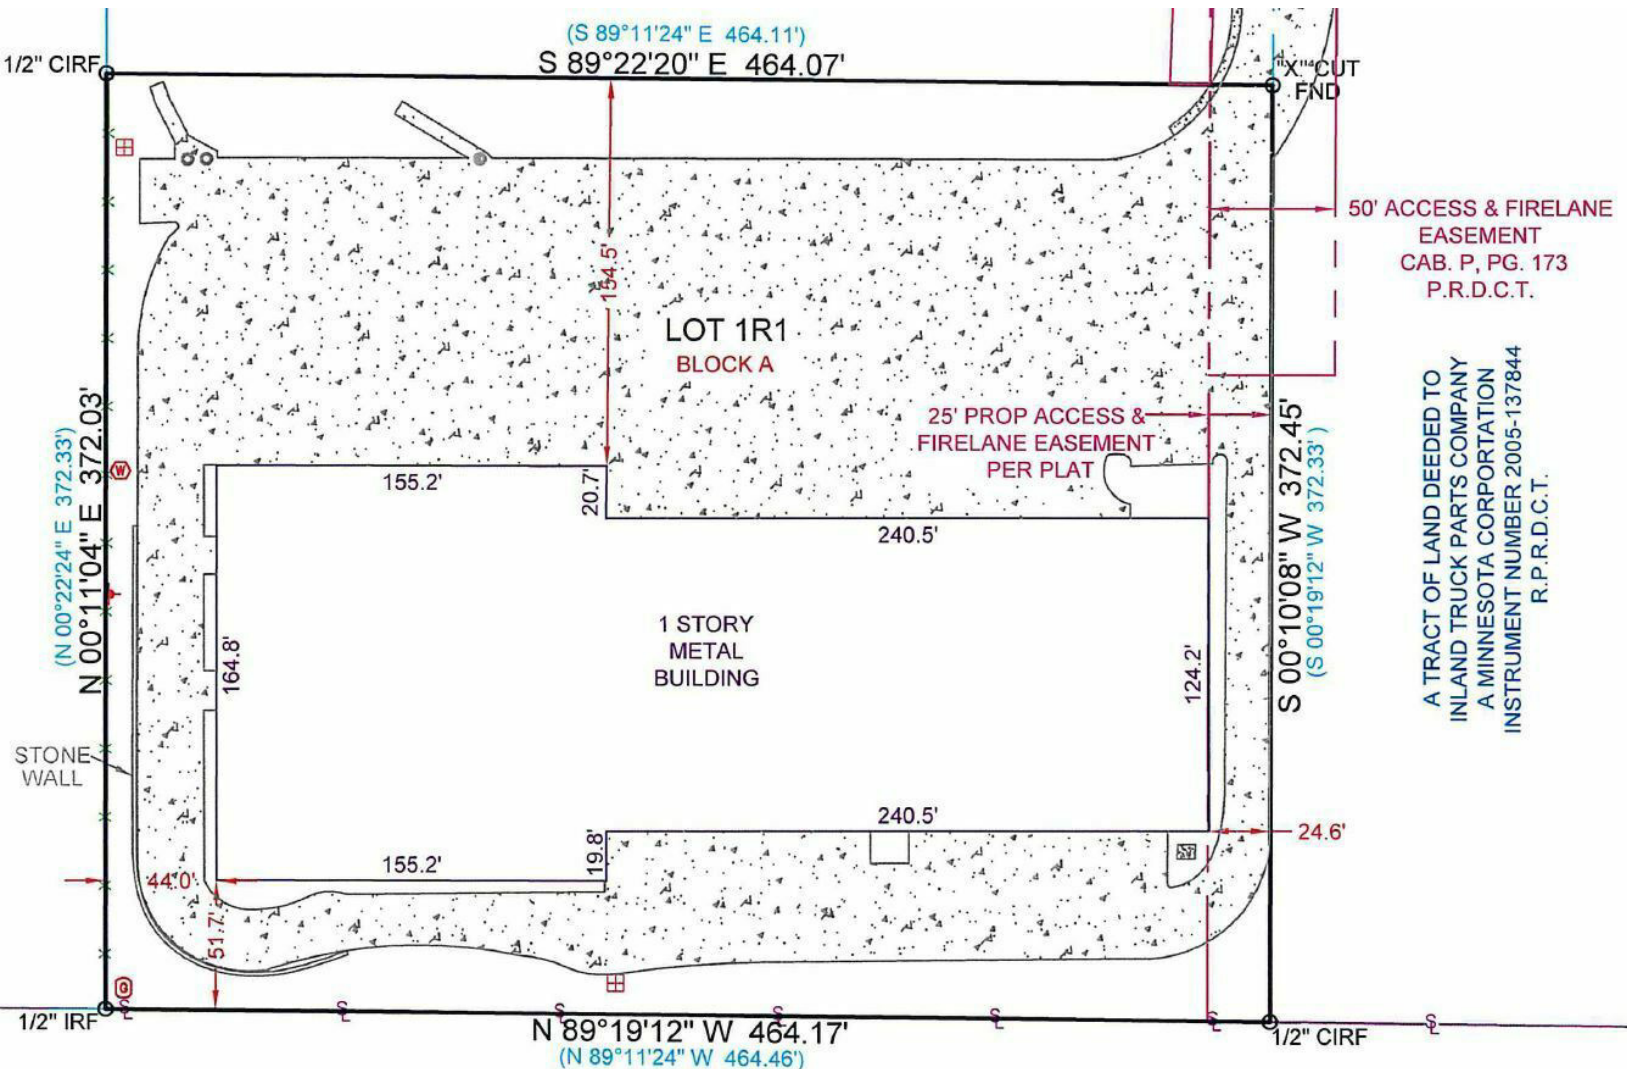 (S 89°11'24" E 464.11')
S 89°22'20" E 464.07'
1/2" CIRF
"X" CUT
FND
50' ACCESS & FIRELANE
EASEMENT
CAB. P, PG. 173
P.R.D.C.T.
154.5'
LOT 1R1
BLOCK A
25' PROP ACCESS &
FIRELANE EASEMENT
PER PLAT
A TRACT OF LAND DEEDED TO
INLAND TRUCK PARTS COMPANY
A MINNESOTA CORPORATION
INSTRUMENT NUMBER 2005-137844
R.P.R.D.C.T.
(N 00°22'24" E 372.33')
N 00°11'04" E 372.03'
W
155.2'
20.7'
240.5'
S 00°10'08" W 372.45'
(S 00°19'12" W 372.33')
164.8'
1 STORY
METAL
BUILDING
124.2'
STONE
WALL
240.5'
19.8'
155.2'
24.6'
44.0'
51.7'
G
1/2" IRF
N 89°19'12" W 464.17'
(N 89°11'24" W 464.46')
1/2" CIRF